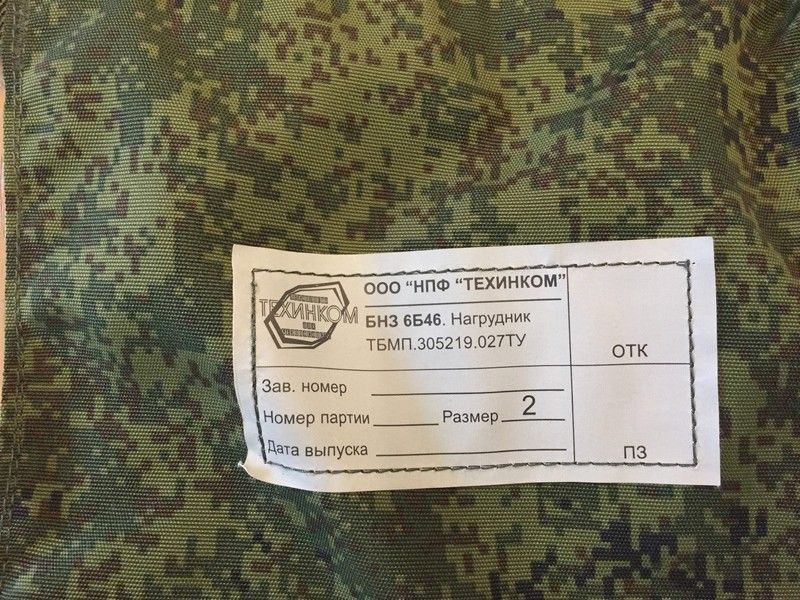 ООО “НПФ “ТЕХИНКОМ”
ТЕХИНКОМ
БНЗ 6Б46. Нагрудник
ТБМП.305219.027ТУ
ОТК
Зав. номер
Номер партии Размер 2
Дата выпуска
ПЗ